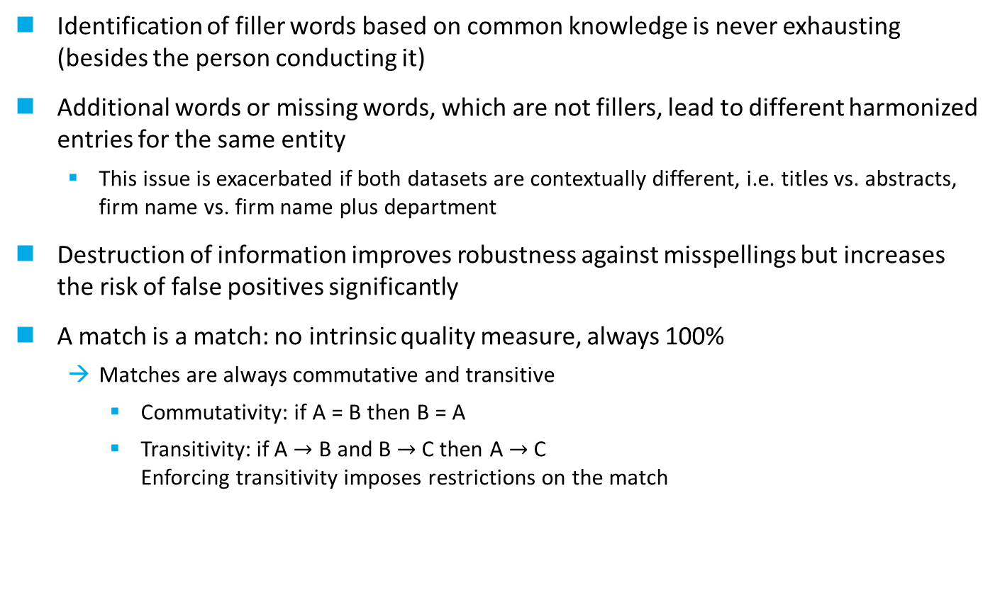 Identification of filler words based on common knowledge is never exhausting
(besides the person conducting it)
Additional words or missing words, which are not fillers, lead to different harmonized
entries for the same entity
This issue is exacerbated if both datasets are contextually different, i.e. titles vs. abstracts,
firm name vs. firm name plus department
Destruction of information improves robustness against misspellings but increases
the risk of false positives significantly
A match is a match: no intrinsic quality measure, always 100%
→ Matches are always commutative and transitive
Commutativity: if A = B then B = A
Transitivity: if A → B and B → C then A → C
Enforcing transitivity imposes restrictions on the match